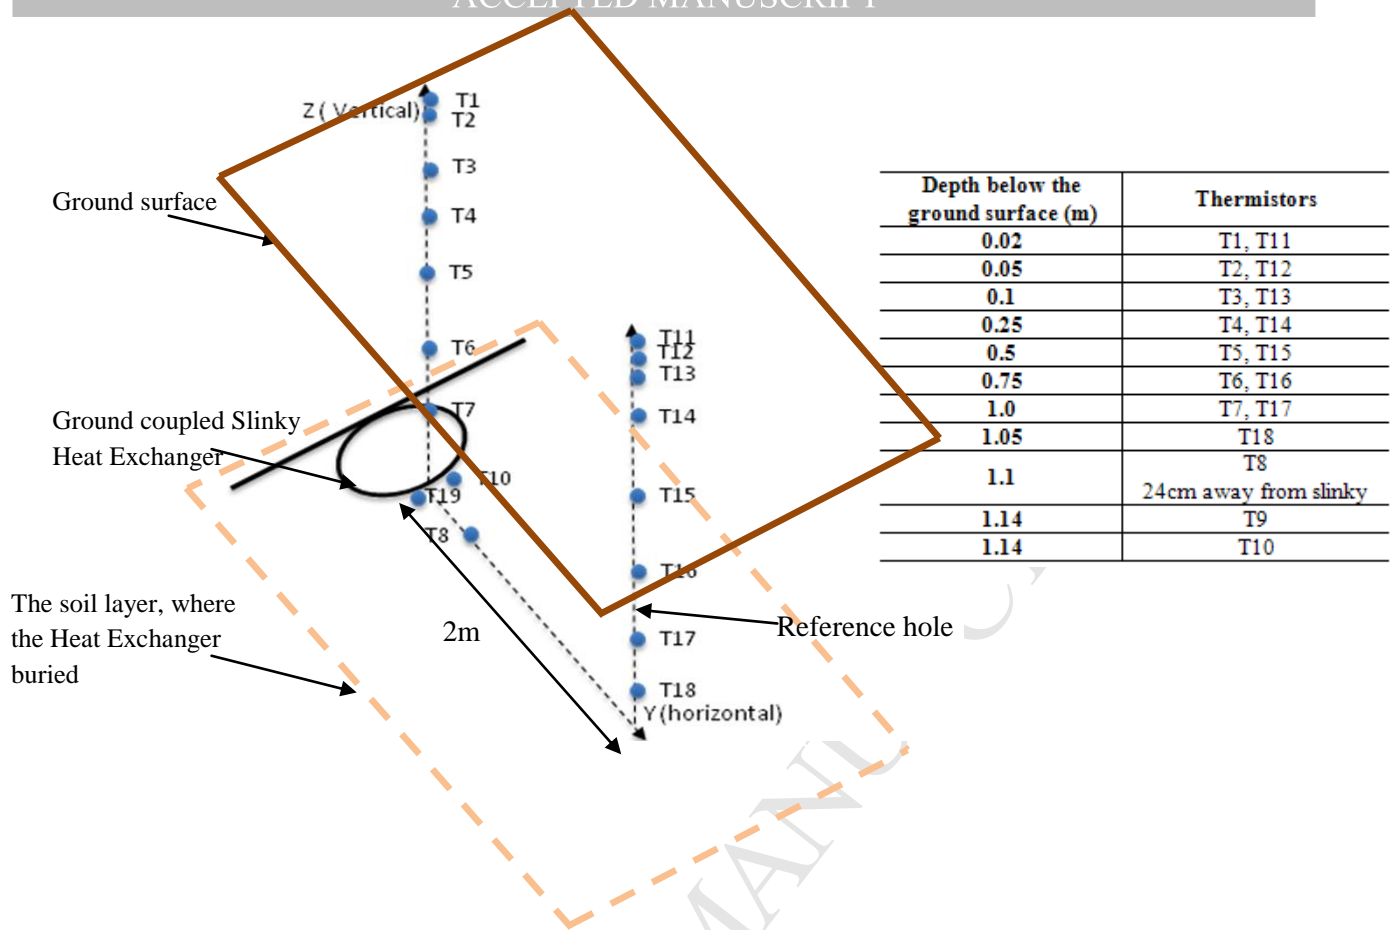 ACCEPTED MANUSCRIPT
Z ( Vertical)
T1
T2
T3
T4
T5
T6
T7
T10
T19
T8
Ground surface
Ground coupled Slinky
Heat Exchanger
The soil layer, where
the Heat Exchanger
buried
2m
T11
T12
T13
T14
T15
T16
T17
T18
Y(horizontal)
Reference hole
Depth below the
ground surface (m) Thermistors
0.02 T1, T11
0.05 T2, T12
0.1 T3, T13
0.25 T4, T14
0.5 T5, T15
0.75 T6, T16
1.0 T7, T17
1.05 T18
1.1 T8
24cm away from slinky
1.14 T9
1.14 T10
MANU